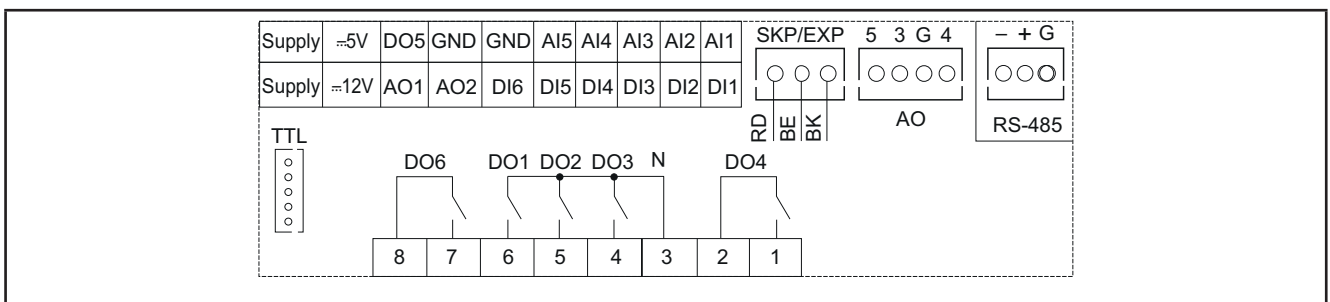 Supply ⎓5V DO5 GND GND AI5 AI4 AI3 AI2 AI1
Supply ⎓12V AO1 AO2 DI6 DI5 DI4 DI3 DI2 DI1
SKP/EXP 5 3 G 4 – + G
RD BE BK
AO
RS-485
TTL
DO6 DO1 DO2 DO3 N DO4
8 7 6 5 4 3 2 1